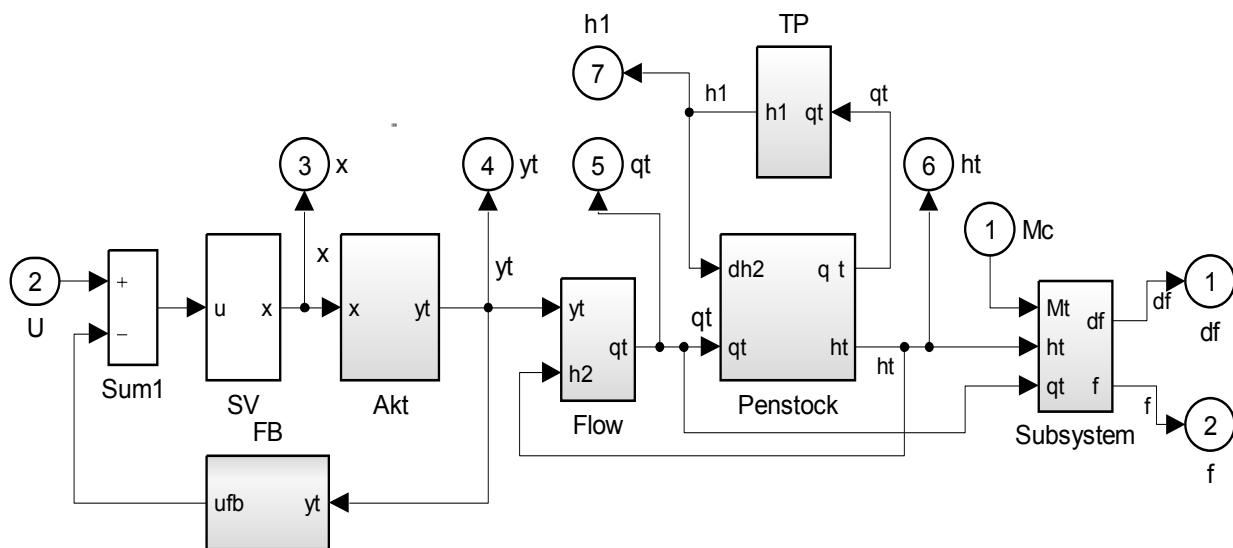 h1
TP
7
h1
h1
qt
qt
3
x
4
yt
5
qt
6
ht
1
Mc
2
U
+
−
Sum1
u
x
SV
x
x
yt
Akt
yt
yt
h2
qt
Flow
qt
dh2
qt
q t
ht
Penstock
ht
Mt
ht
qt
df
f
Subsystem
df
1
df
f
2
f
FB
ufb
yt